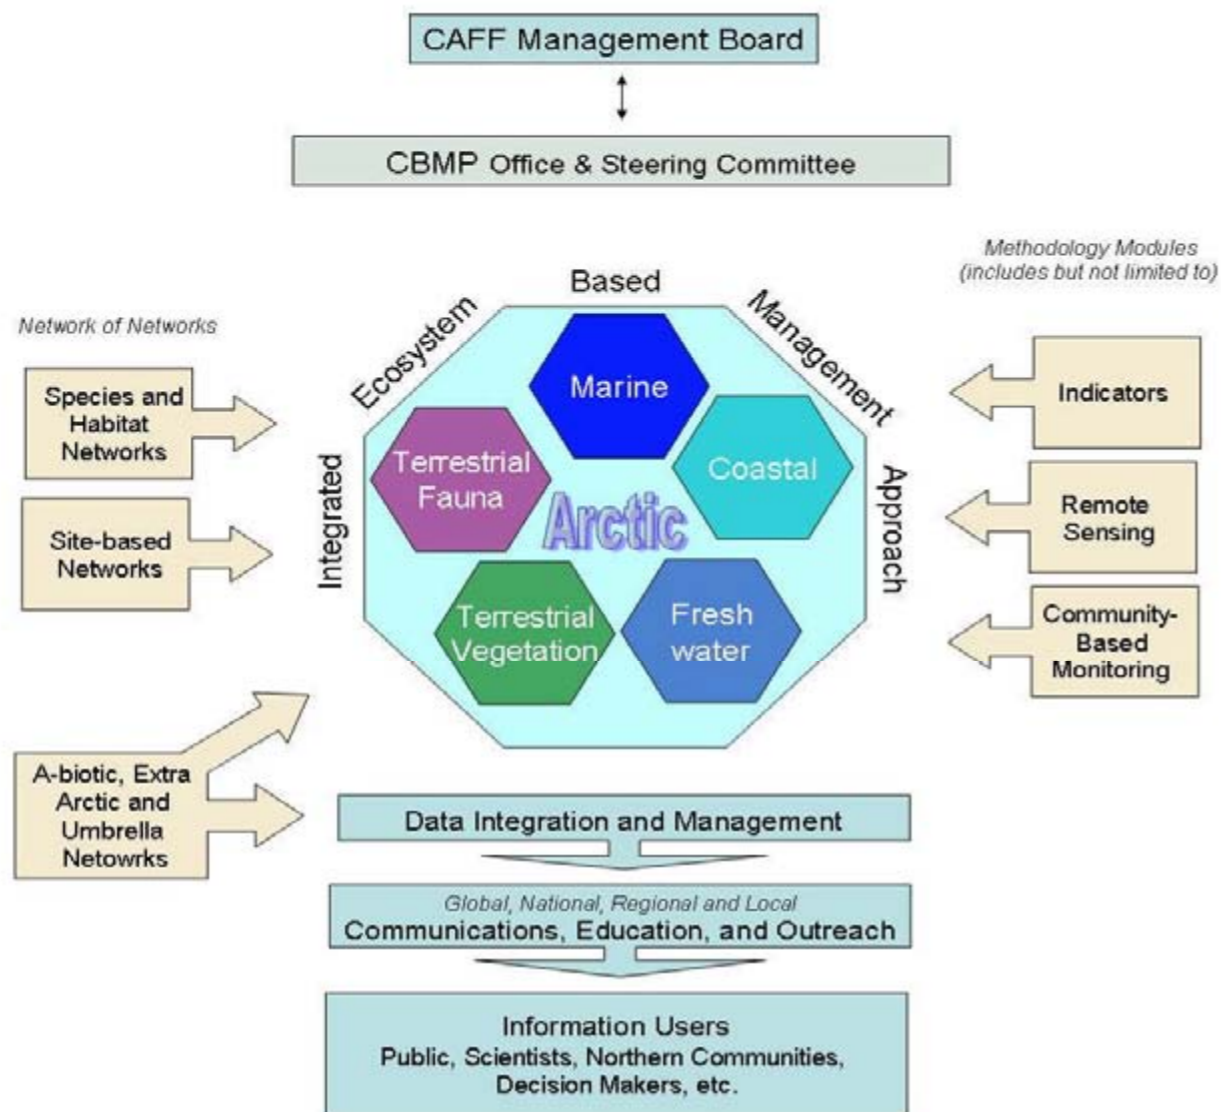 CAFF Management Board
CBMP Office & Steering Committee
Methodology Modules
(includes but not limited to)
Network of Networks
Species and
Habitat
Networks
Site-based
Networks
A-biotic, Extra
Arctic and
Umbrella
Netowrks
Integrated
Ecosystem
Based
Management
Approach
Marine
Terrestrial
Fauna
Coastal
Arctic
Terrestrial
Vegetation
Fresh
water
Indicators
Remote
Sensing
Community-
Based
Monitoring
Data Integration and Management
Global, National, Regional and Local
Communications, Education, and Outreach
Information Users
Public, Scientists, Northern Communities,
Decision Makers, etc.